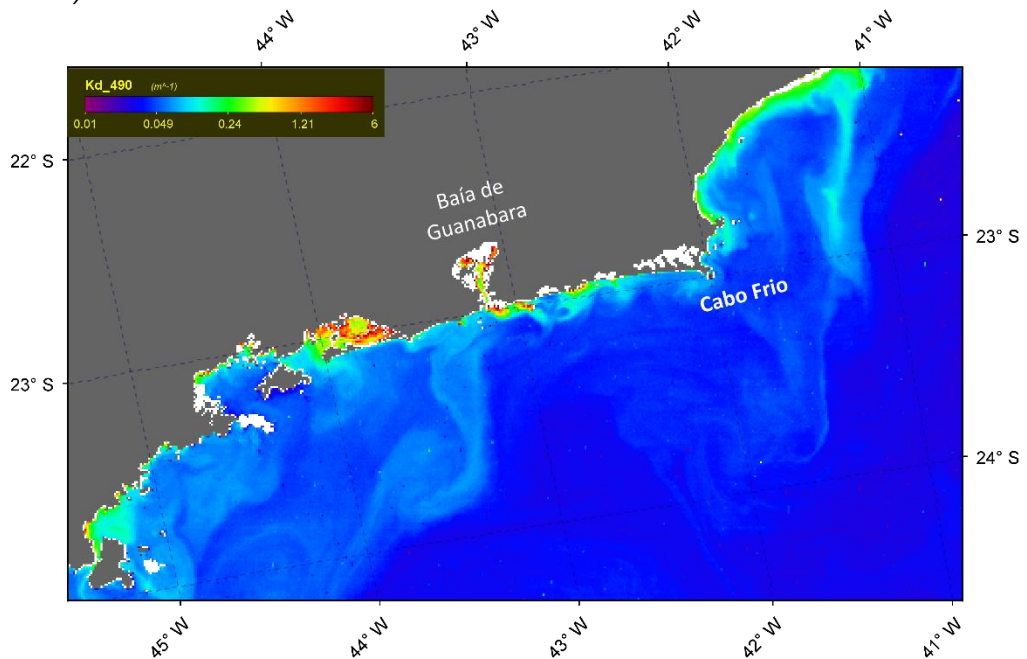 )
44° W
43° W
42° W
41° W
Kd_490 (m^-1)
0.01 0.049 0.24 1.21 6
22° S
Baía de
Guanabara
23° S
Cabo Frio
23° S
24° S
45° W
44° W
43° W
42° W
41° W